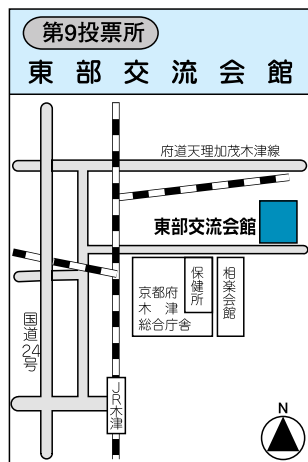 第9投票所
東部交流会館
府道天理加茂木津線
東部交流会館
保健所
相楽会館
京都府
木津
総合庁舎
国道24号
JR木津
N